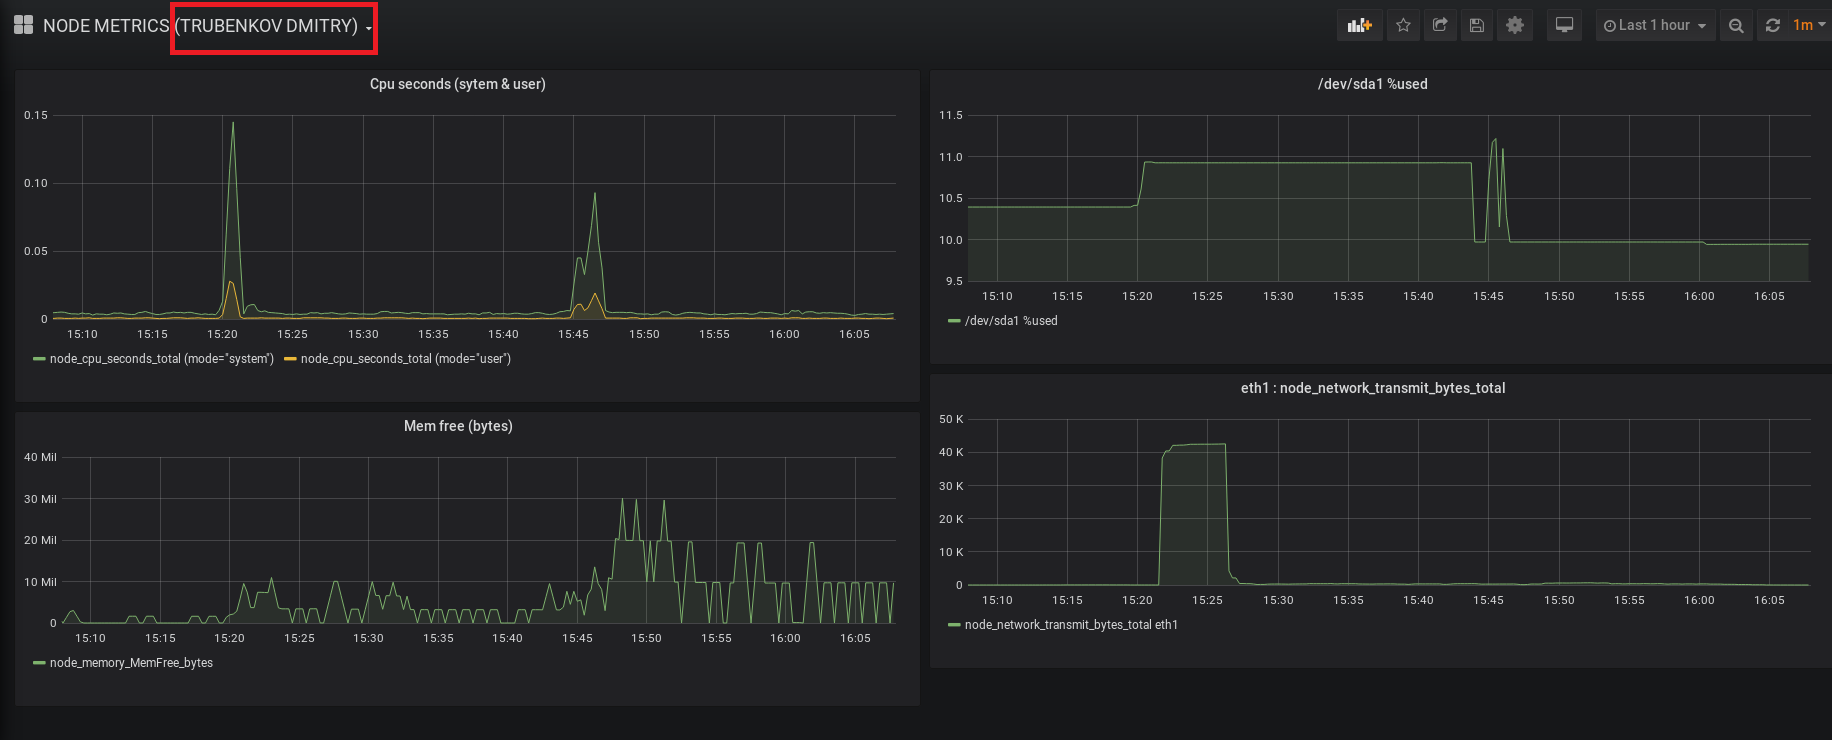 NODE METRICS (TRUBENKOV DMITRY)
Last 1 hour
1m
Cpu seconds (sytem & user)
0.15
0.10
0.05
0
15:10 15:15 15:20 15:25 15:30 15:35 15:40 15:45 15:50 15:55 16:00 16:05
node_cpu_seconds_total (mode="system") node_cpu_seconds_total (mode="user")
/dev/sda1 %used
11.5
11.0
10.5
10.0
9.5
15:10 15:15 15:20 15:25 15:30 15:35 15:40 15:45 15:50 15:55 16:00 16:05
/dev/sda1 %used
Mem free (bytes)
40 Mil
30 Mil
20 Mil
10 Mil
0
15:10 15:15 15:20 15:25 15:30 15:35 15:40 15:45 15:50 15:55 16:00 16:05
node_memory_MemFree_bytes
eth1 : node_network_transmit_bytes_total
50 K
40 K
30 K
20 K
10 K
0
15:10 15:15 15:20 15:25 15:30 15:35 15:40 15:45 15:50 15:55 16:00 16:05
node_network_transmit_bytes_total eth1